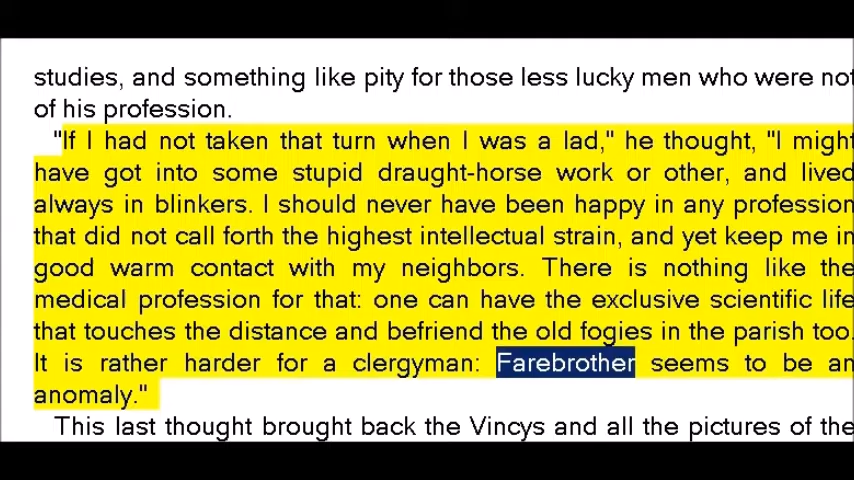 studies, and something like pity for those less lucky men who were not
of his profession.
"If I had not taken that turn when I was a lad," he thought, "I might
have got into some stupid draught-horse work or other, and lived
always in blinkers. I should never have been happy in any profession
that did not call forth the highest intellectual strain, and yet keep me in
good warm contact with my neighbors. There is nothing like the
medical profession for that: one can have the exclusive scientific life
that touches the distance and befriend the old fogies in the parish too.
It is rather harder for a clergyman: Farebrother seems to be an
anomaly."
This last thought brought back the Vincys and all the pictures of the